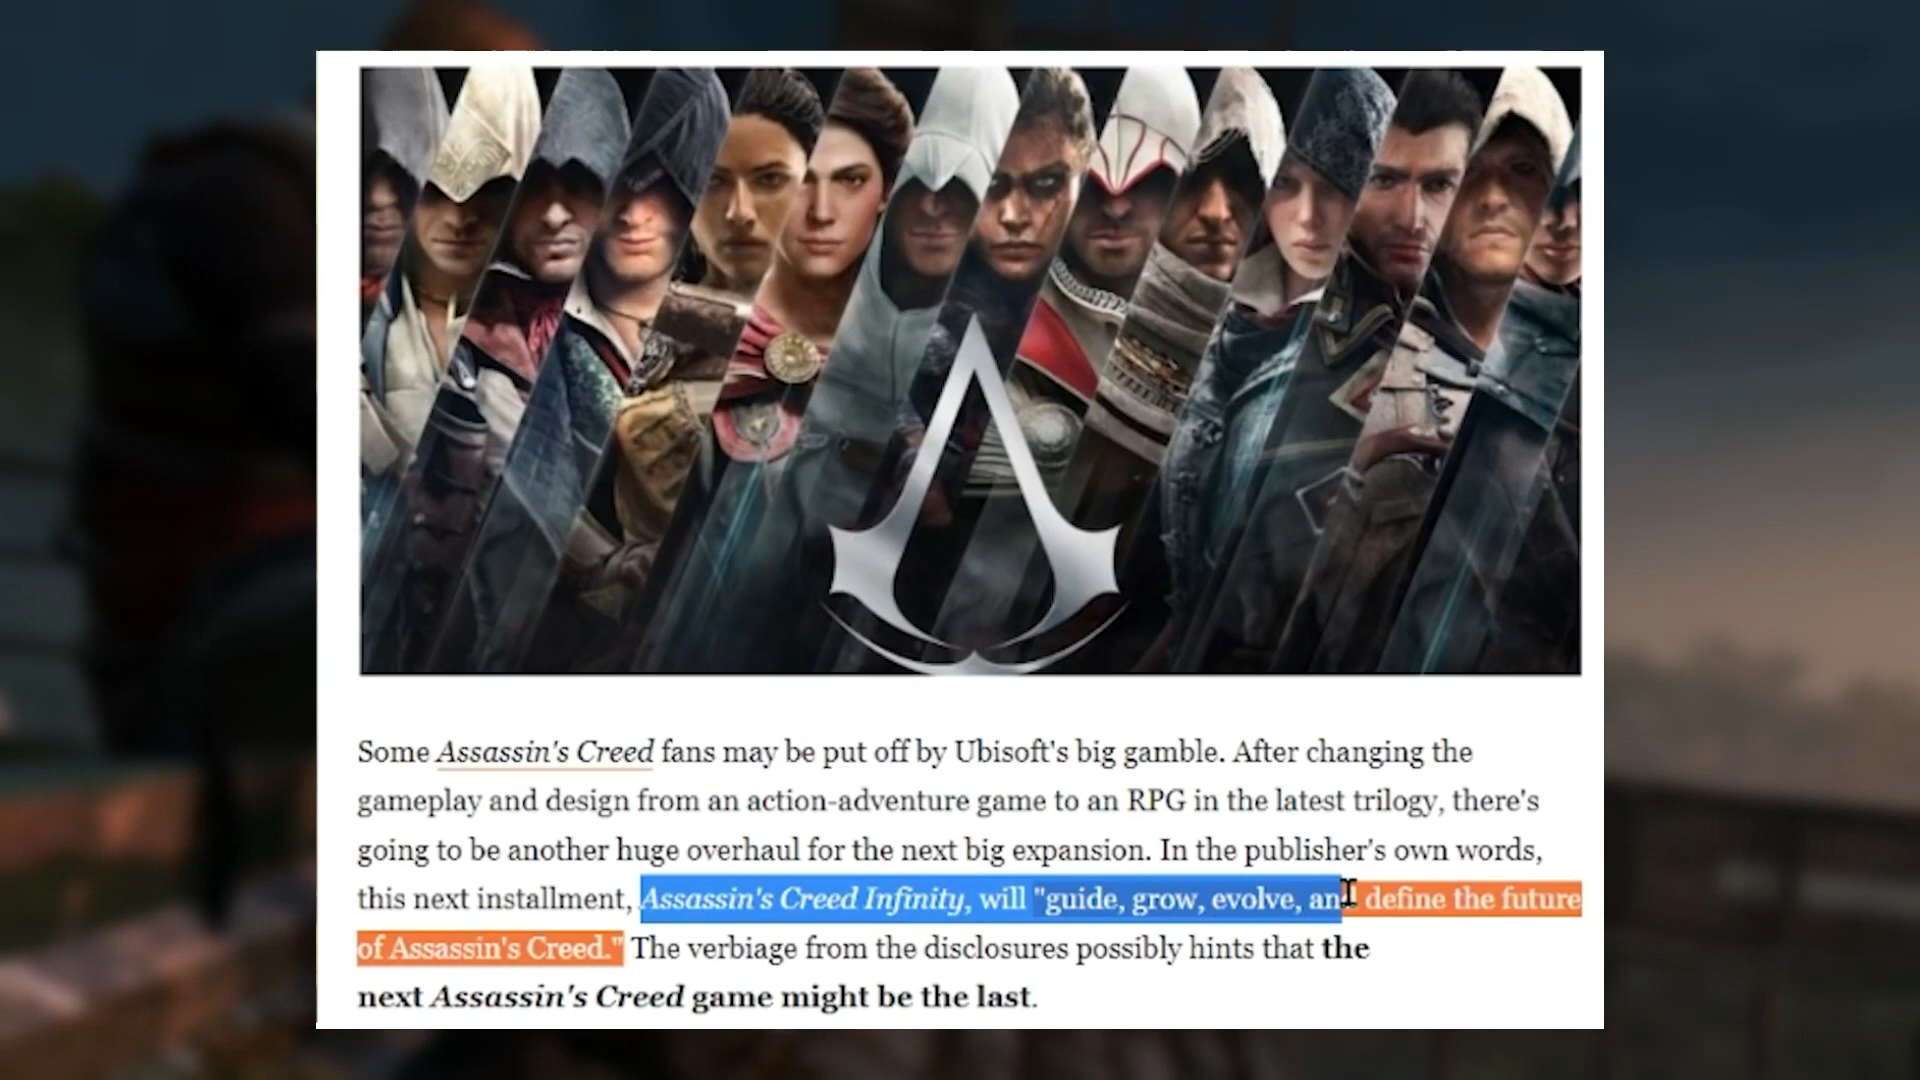 Some Assassin's Creed fans may be put off by Ubisoft's big gamble. After changing the
gameplay and design from an action-adventure game to an RPG in the latest trilogy, there's
going to be another huge overhaul for the next big expansion. In the publisher's own words,
this next installment, Assassin's Creed Infinity, will "guide, grow, evolve, and define the future
of Assassin's Creed." The verbiage from the disclosures possibly hints that the
next Assassin's Creed game might be the last.